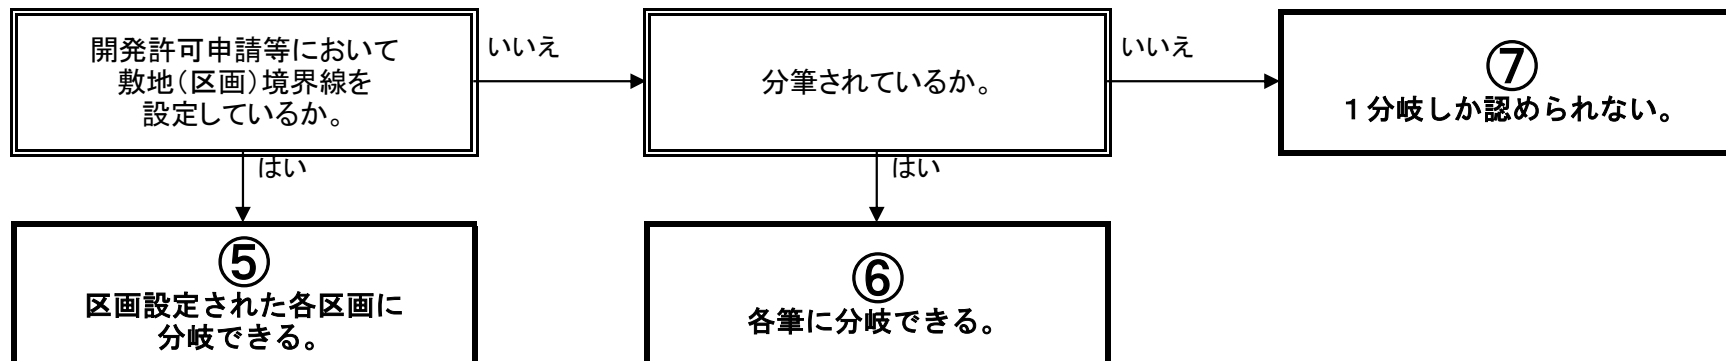 開発許可申請等において
敷地（区画）境界線を
設定しているか。
いいえ
分筆されているか。
いいえ
⑦
１分岐しか認められない。
はい
はい
⑤
区画設定された各区画に
分岐できる。
⑥
各筆に分岐できる。